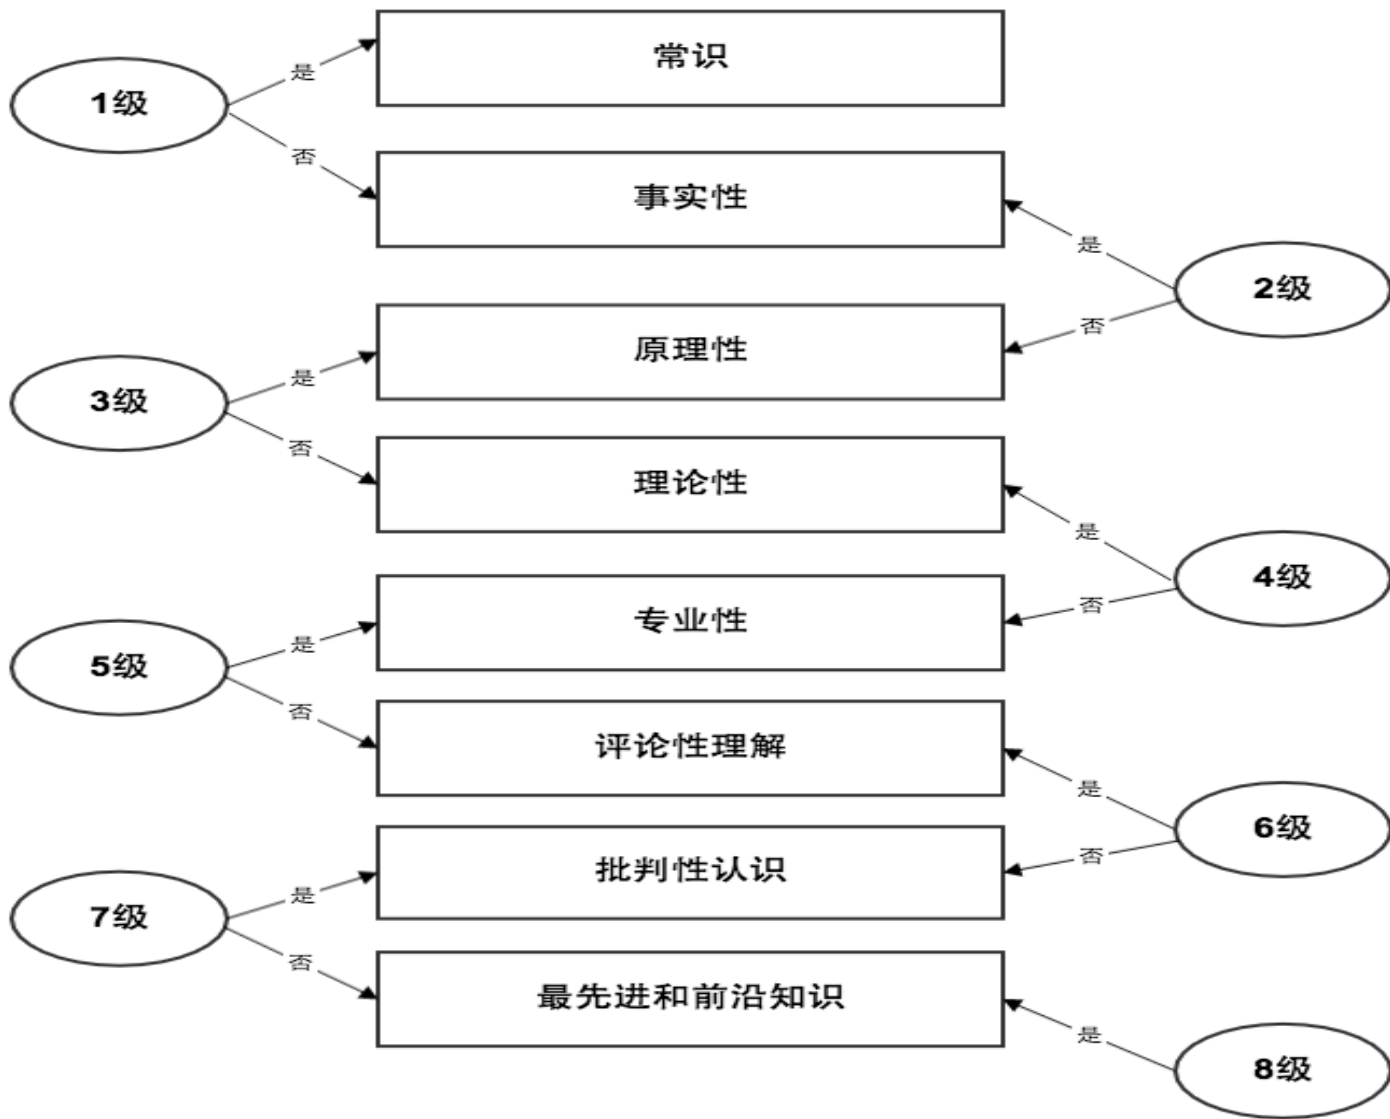 常识
是
1级
否
事实性
是
2级
原理性
否
是
3级
否
理论性
是
4级
专业性
否
是
5级
否
评论性理解
是
6级
批判性认识
否
是
7级
否
最先进和前沿知识
是
8级